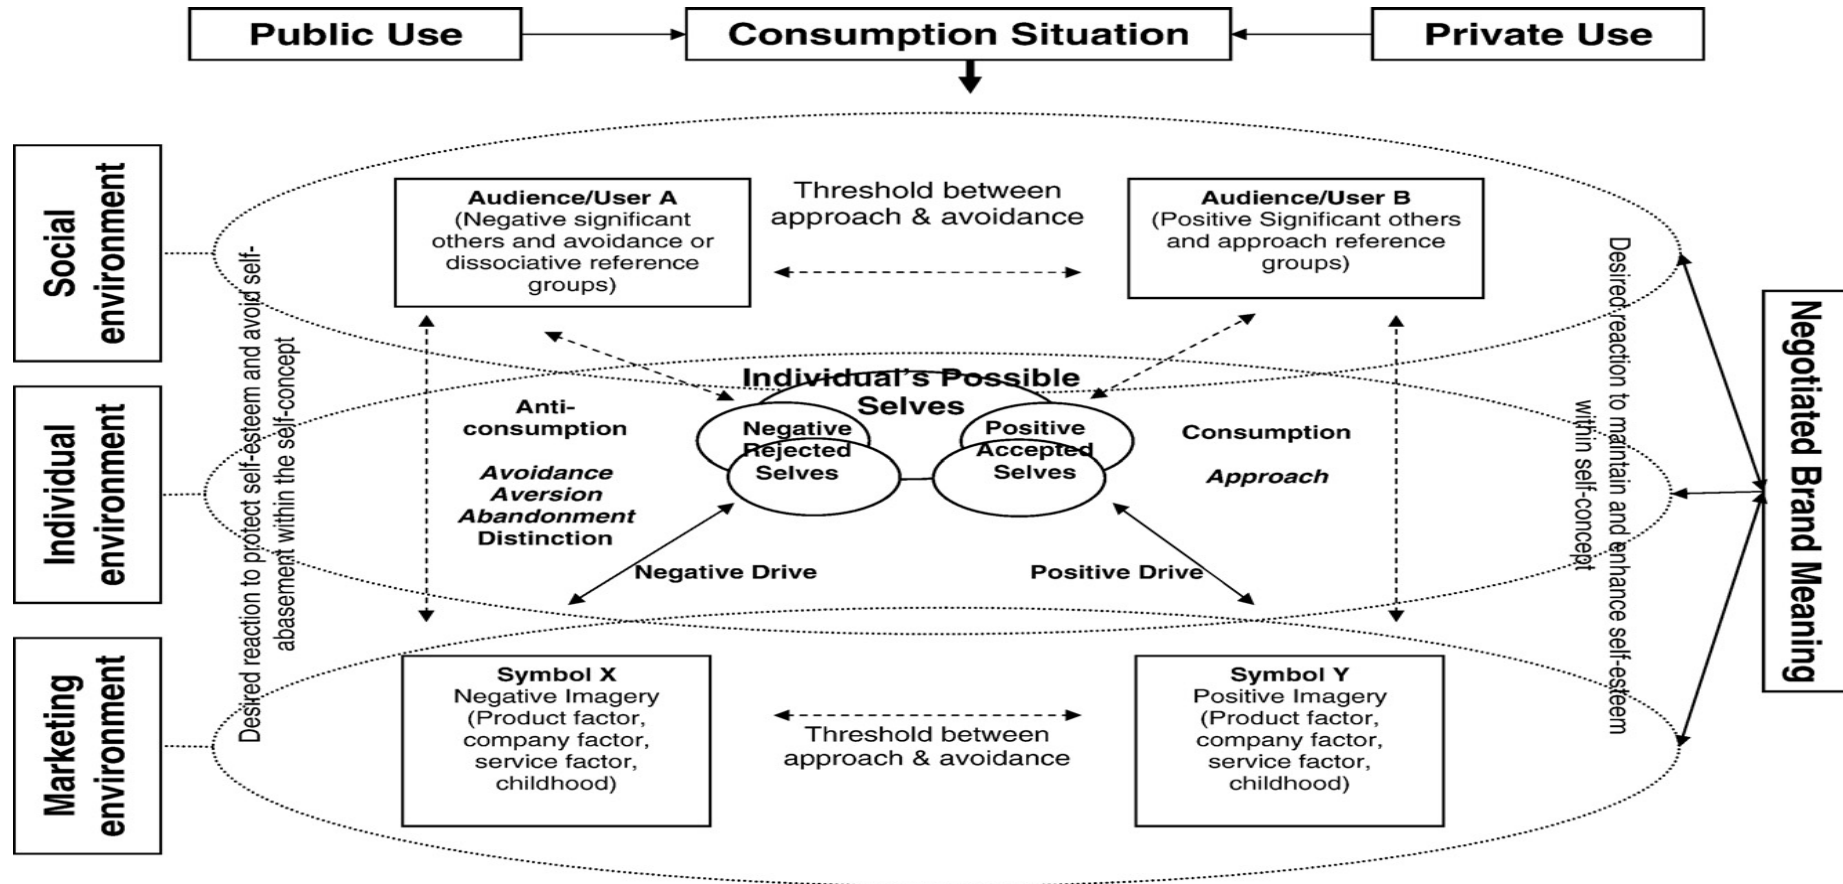 Public Use
Consumption Situation
Private Use
Social
environment
Audience/User A
(Negative significant
others and avoidance or
dissociative reference
groups)
Threshold between
approach & avoidance
Audience/User B
(Positive Significant others
and approach reference
groups)
Desired reaction to protect self-esteem and avoid self-
abasement within the self-concept
Individual
environment
Anti-
consumption
Avoidance
Aversion
Abandonment
Distinction
Individual's Possible
Selves
Negative
Rejected
Selves
Positive
Accepted
Selves
Consumption
Approach
Negative Drive
Positive Drive
Desired reaction to maintain and enhance self-esteem
within self-concept
Negotiated Brand Meaning
Marketing
environment
Symbol X
Negative Imagery
(Product factor,
company factor,
service factor,
childhood)
Threshold between
approach & avoidance
Symbol Y
Positive Imagery
(Product factor,
company factor,
service factor,
childhood)